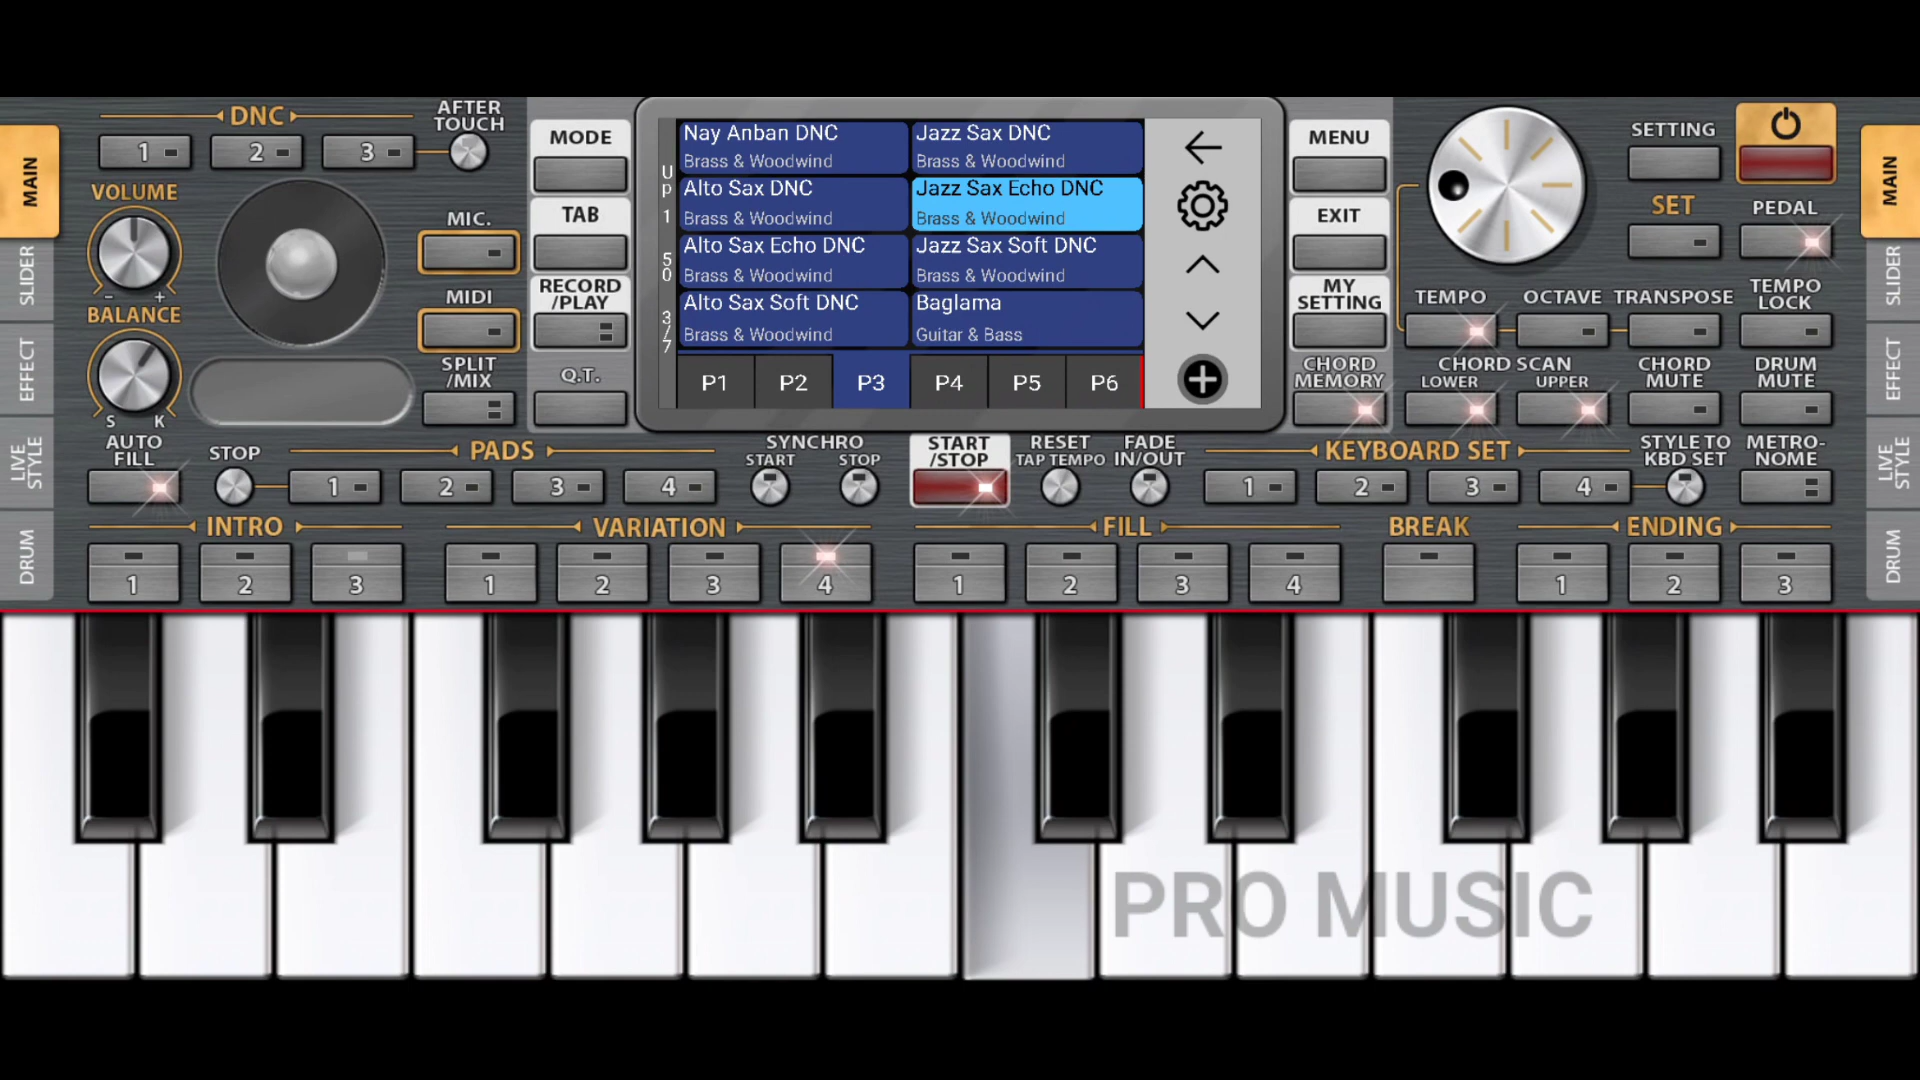 DNC
AFTER
TOUCH
1
2
3
MAIN
VOLUME
- +
BALANCE
S K
SLIDER
EFFECT
LIVE
STYLE
DRUM
MIC.
MIDI
SPLIT
/MIX
MODE
TAB
RECORD
/PLAY
Q.T.
Up
1
50
3/7
Nay Anban DNC
Brass & Woodwind
Jazz Sax DNC
Brass & Woodwind
Alto Sax DNC
Brass & Woodwind
Jazz Sax Echo DNC
Brass & Woodwind
Alto Sax Echo DNC
Brass & Woodwind
Jazz Sax Soft DNC
Brass & Woodwind
Alto Sax Soft DNC
Brass & Woodwind
Baglama
Guitar & Bass
P1 P2 P3 P4 P5 P6
MENU
EXIT
MY
SETTING
CHORD
MEMORY
SETTING
SET
PEDAL
TEMPO
OCTAVE
TRANSPOSE
TEMPO
LOCK
CHORD SCAN
LOWER
UPPER
CHORD
MUTE
DRUM
MUTE
MAIN
SLIDER
EFFECT
LIVE
STYLE
DRUM
AUTO
FILL
STOP
PADS
1
2
3
4
SYNCHRO
START
STOP
START
/STOP
RESET
TAP TEMPO
FADE
IN/OUT
KEYBOARD SET
1
2
3
4
STYLE TO
KBD SET
METRO-
NOME
INTRO
1
2
3
VARIATION
1
2
3
4
FILL
1
2
3
4
BREAK
ENDING
1
2
3
PRO MUSIC